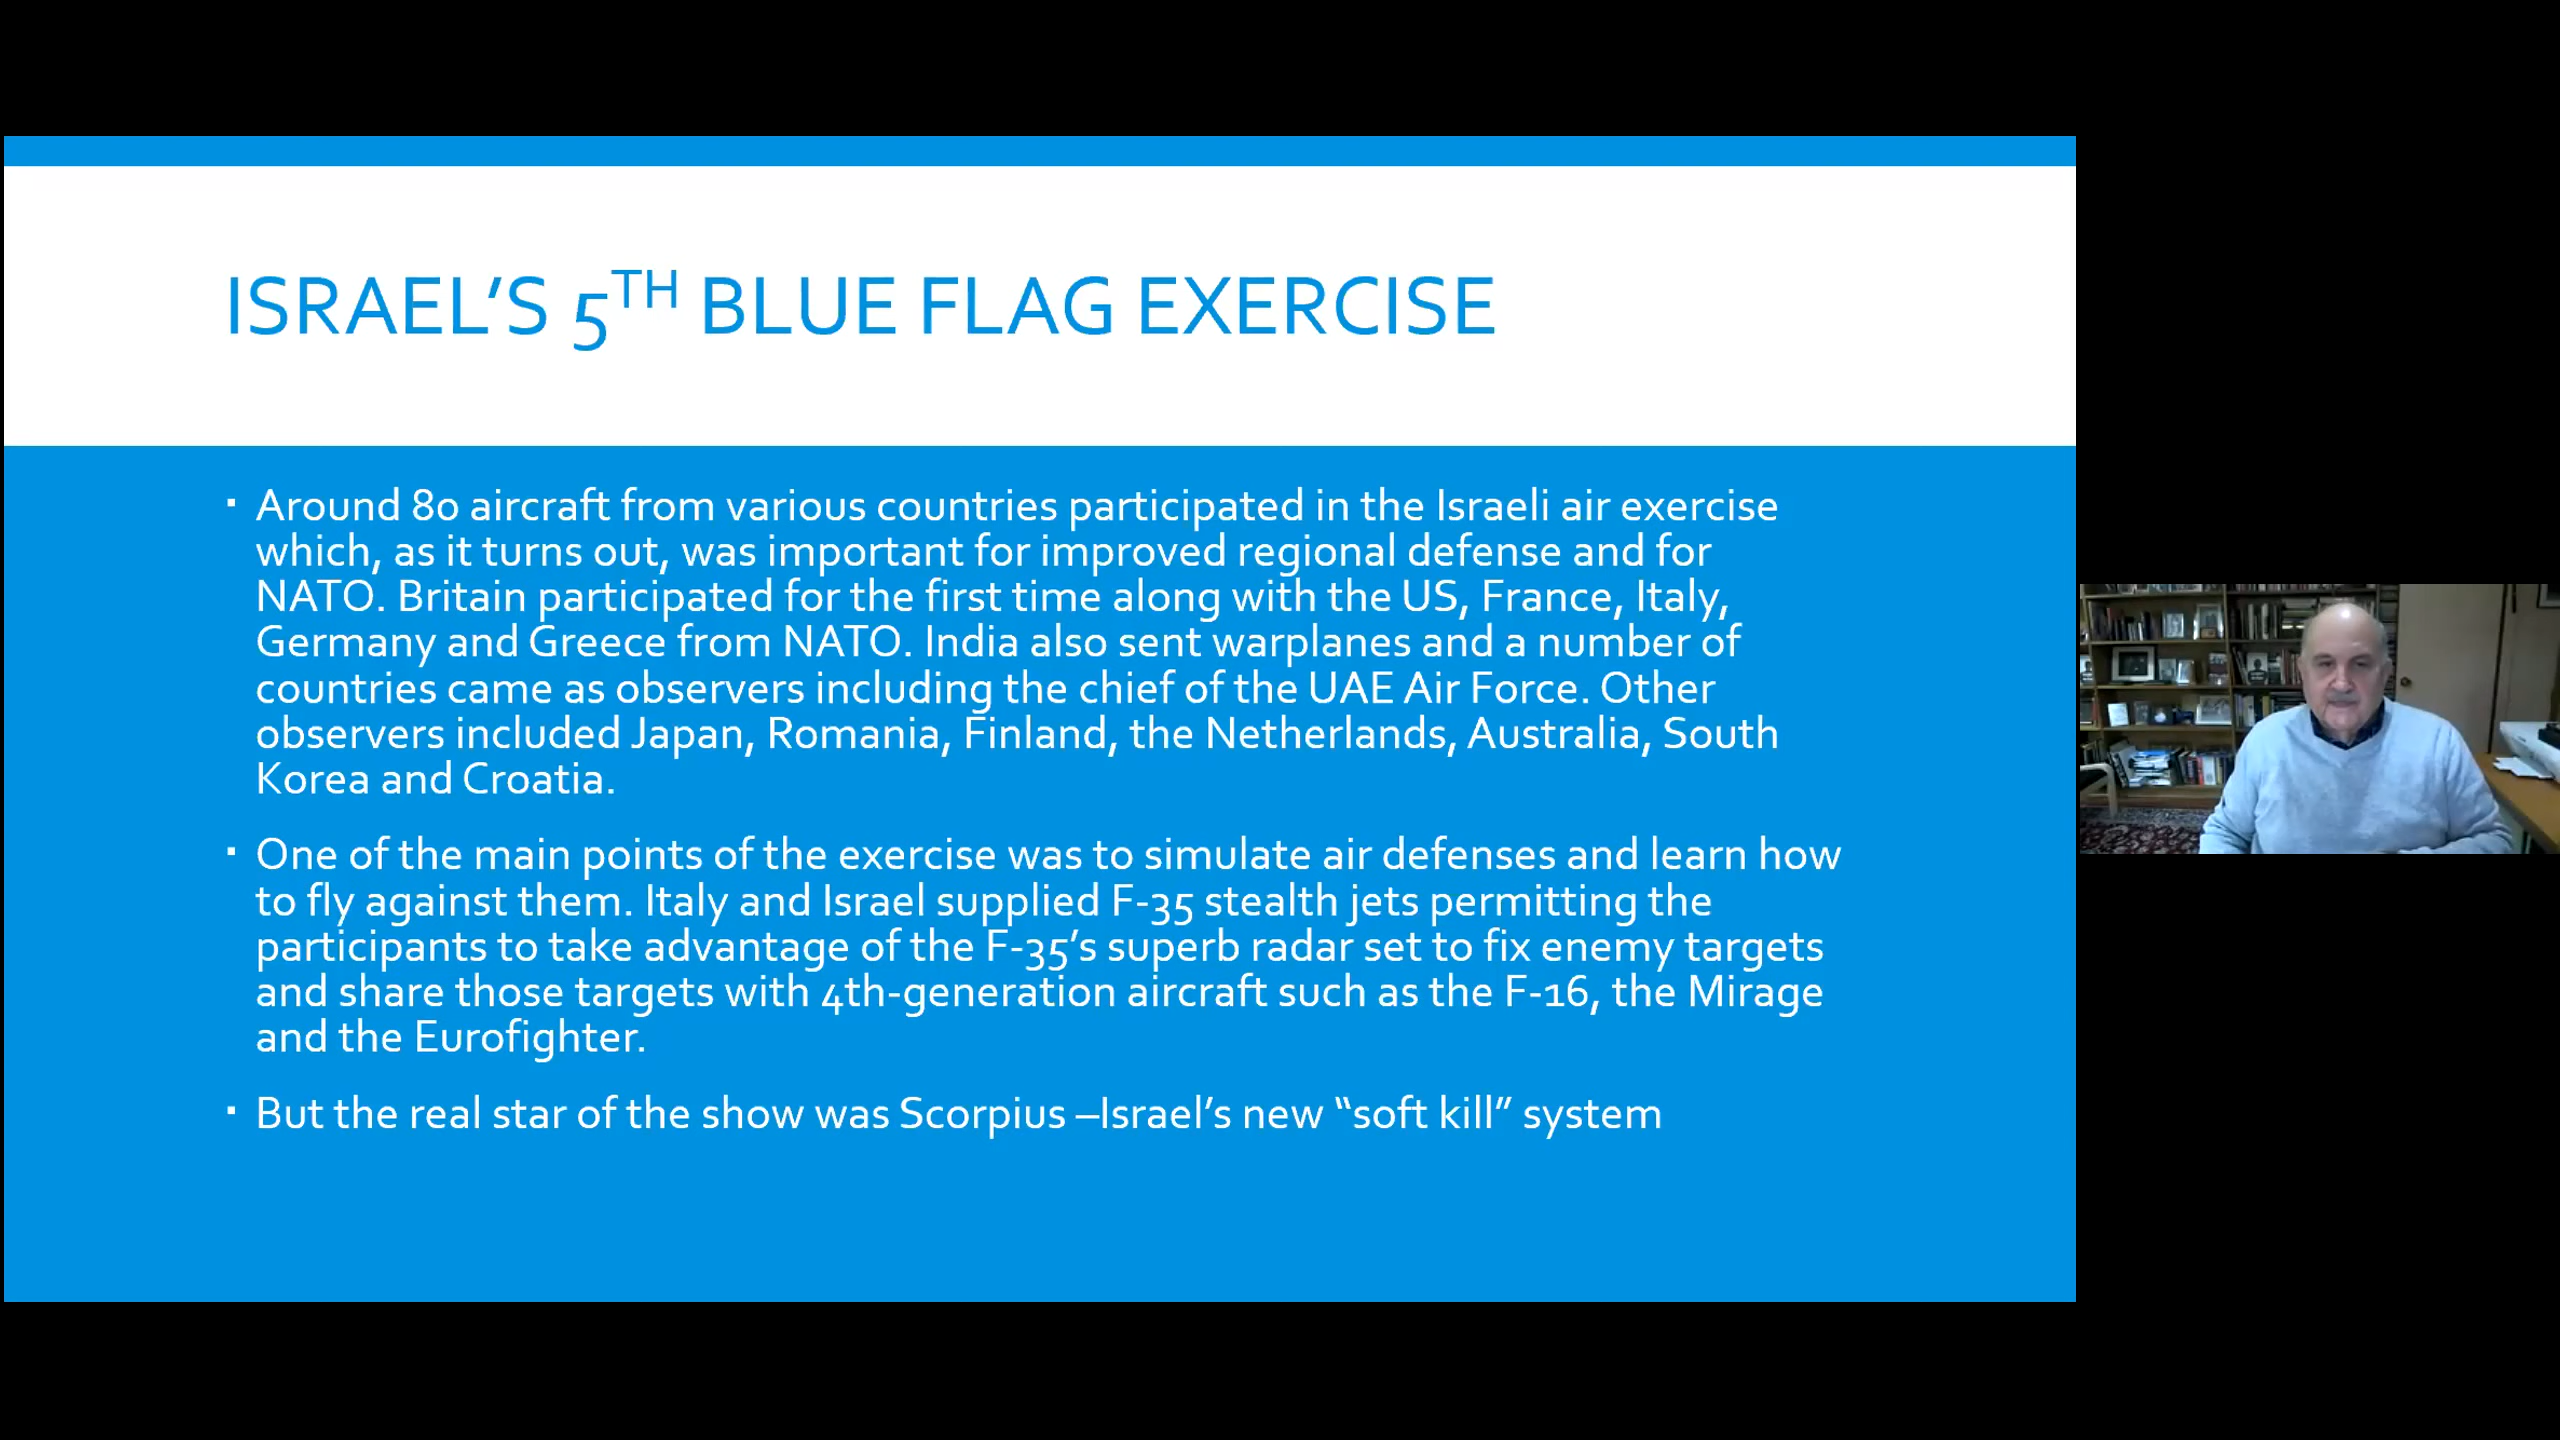 ISRAEL’S 5TH BLUE FLAG EXERCISE
▪ Around 80 aircraft from various countries participated in the Israeli air exercise
which, as it turns out, was important for improved regional defense and for
NATO. Britain participated for the first time along with the US, France, Italy,
Germany and Greece from NATO. India also sent warplanes and a number of
countries came as observers including the chief of the UAE Air Force. Other
observers included Japan, Romania, Finland, the Netherlands, Australia, South
Korea and Croatia.
▪ One of the main points of the exercise was to simulate air defenses and learn how
to fly against them. Italy and Israel supplied F-35 stealth jets permitting the
participants to take advantage of the F-35’s superb radar set to fix enemy targets
and share those targets with 4th-generation aircraft such as the F-16, the Mirage
and the Eurofighter.
▪ But the real star of the show was Scorpius –Israel’s new “soft kill” system